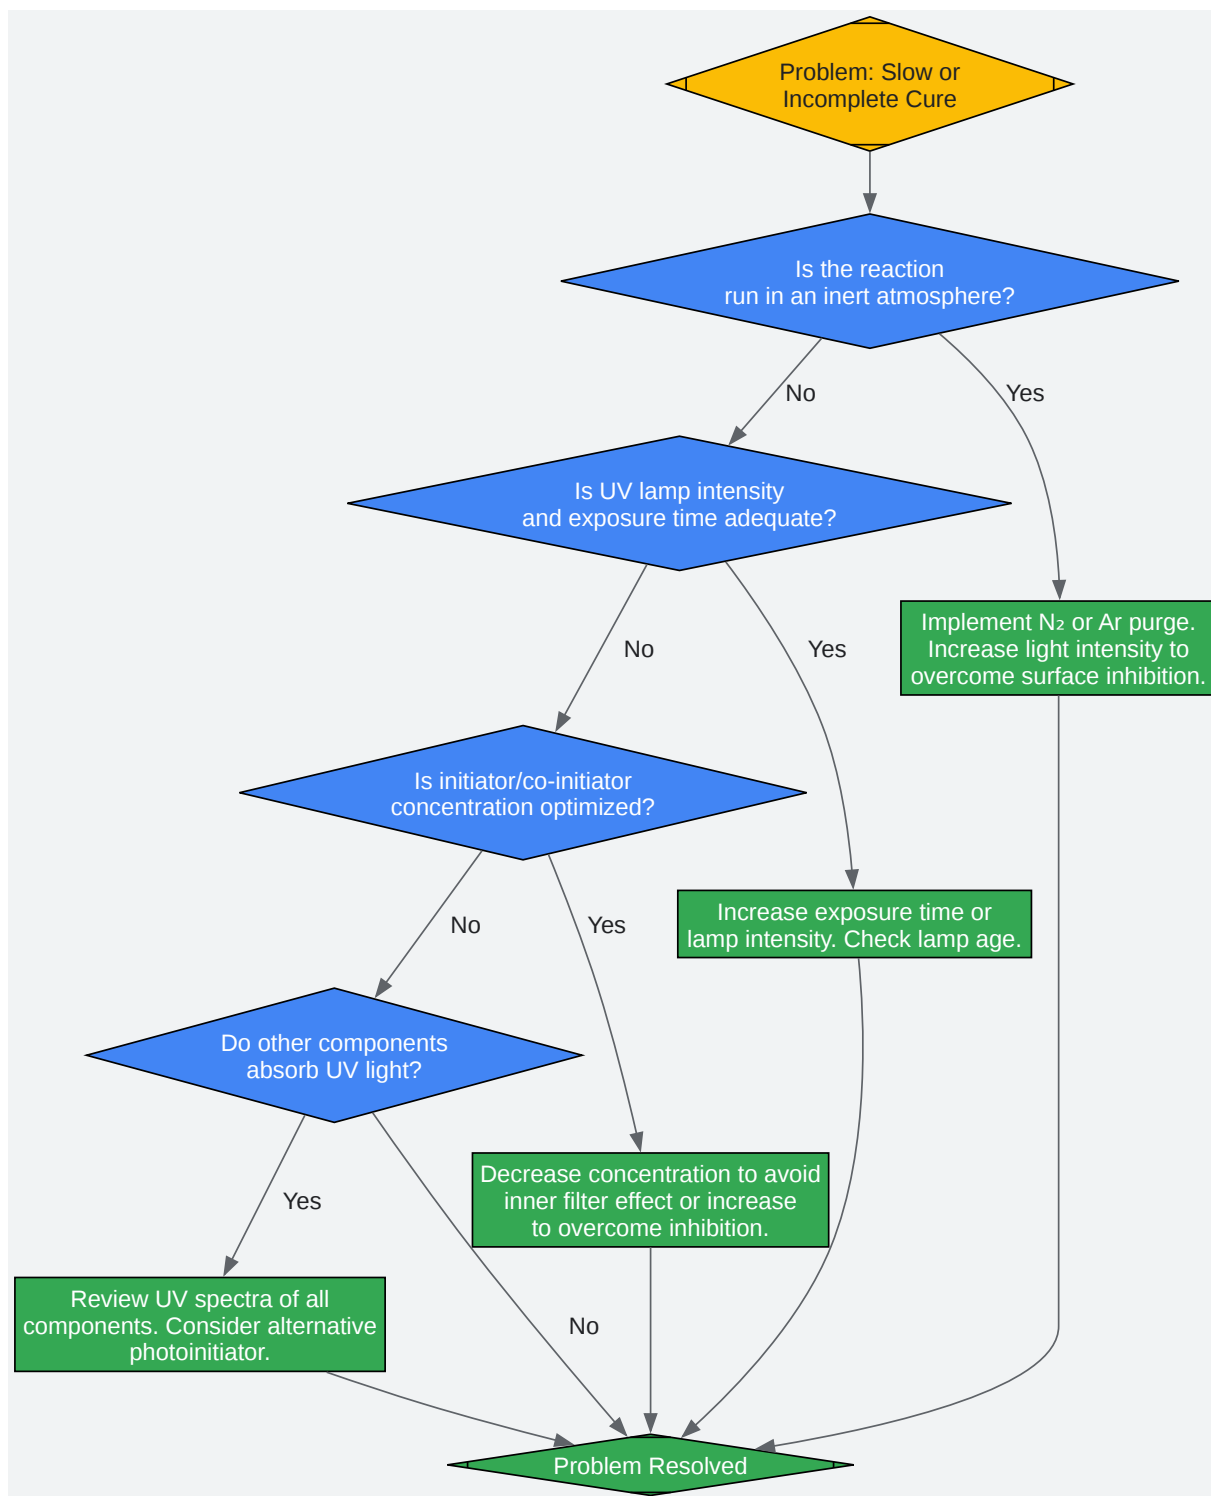 Problem: Slow or
Incomplete Cure
Is the reaction
run in an inert atmosphere?
No
Yes
Is UV lamp intensity
and exposure time adequate?
No
Yes
Implement N₂ or Ar purge.
Increase light intensity to
overcome surface inhibition.
Is initiator/co-initiator
concentration optimized?
No
Yes
Increase exposure time or
lamp intensity. Check lamp age.
Do other components
absorb UV light?
Yes
No
Decrease concentration to avoid
inner filter effect or increase
to overcome inhibition.
Review UV spectra of all
components. Consider alternative
photoinitiator.
Problem Resolved